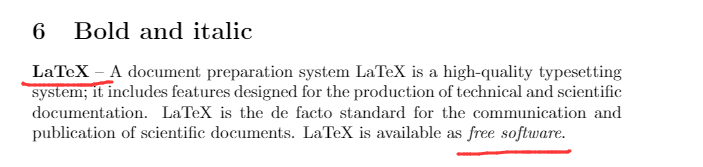 6 Bold and italic
LaTeX – A document preparation system LaTeX is a high-quality typesetting
system; it includes features designed for the production of technical and scientific
documentation. LaTeX is the de facto standard for the communication and
publication of scientific documents. LaTeX is available as free software.